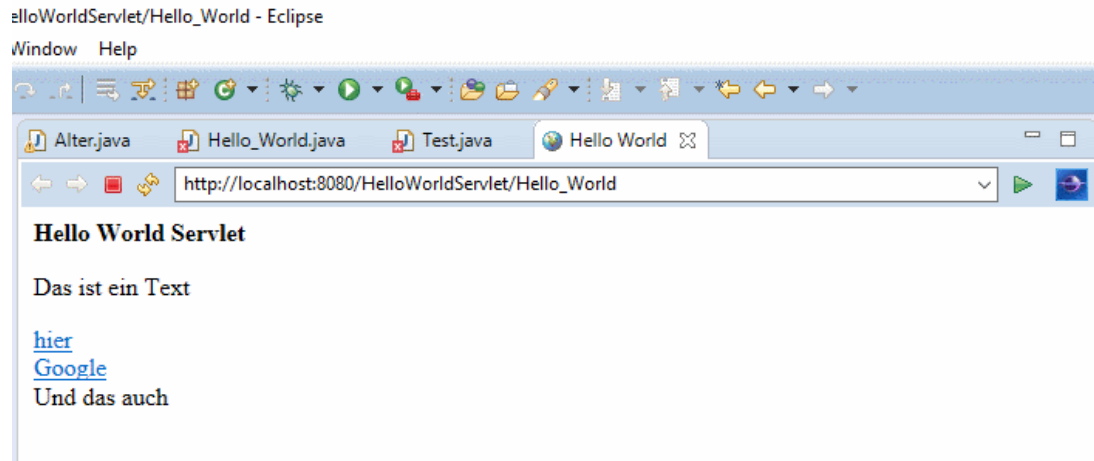 elloWorldServlet/Hello_World - Eclipse
Window Help
Alter.java Hello_World.java Test.java Hello World
http://localhost:8080/HelloWorldServlet/Hello_World
Hello World Servlet
Das ist ein Text
hier
Google
Und das auch